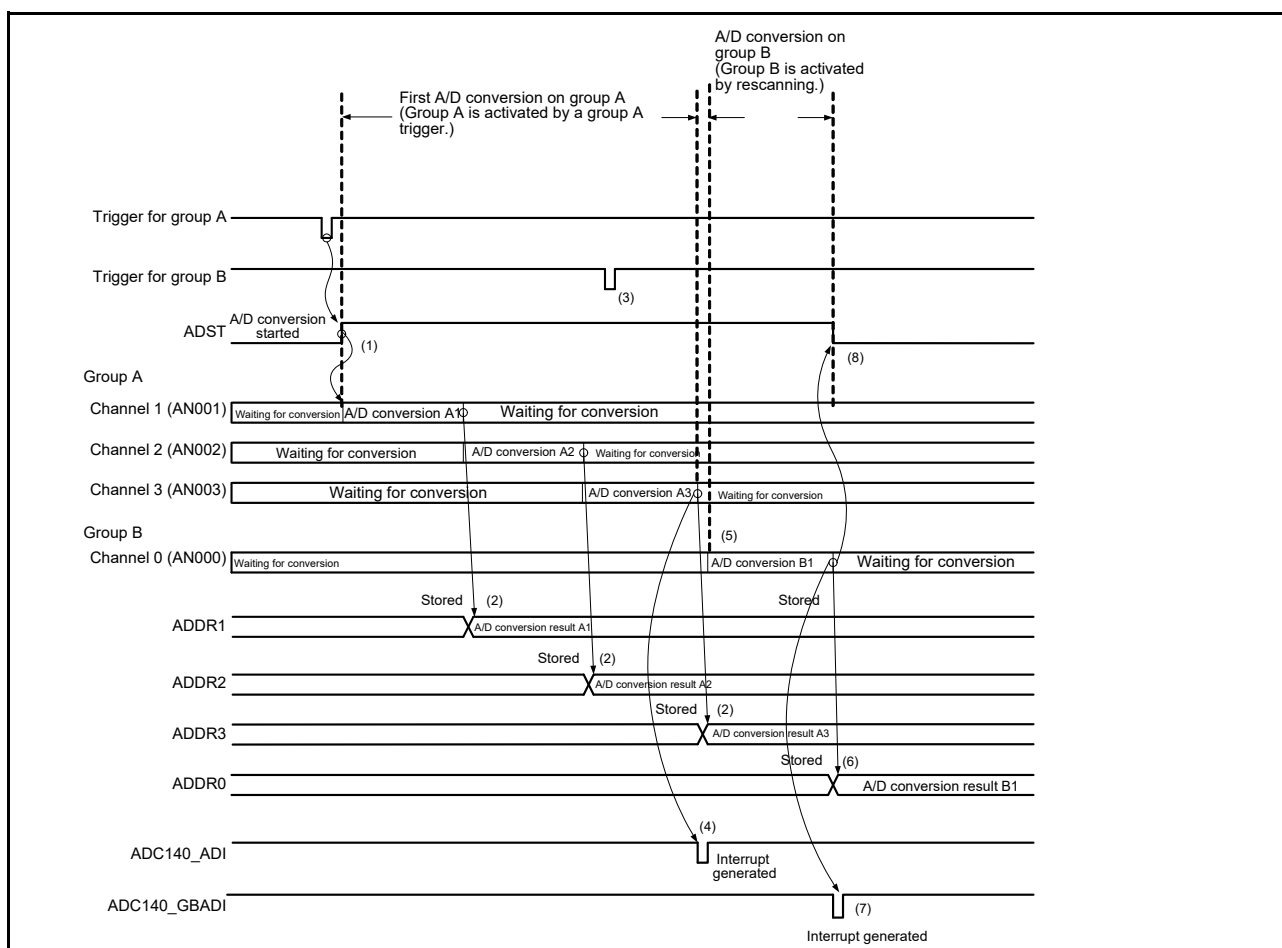 A/D conversion on
group B
(Group B is activated
by rescanning.)
First A/D conversion on group A
(Group A is activated by a group A
trigger.)
Trigger for group A
Trigger for group B
(3)
A/D conversion
started
ADST
(1)
(8)
Group A
Channel 1 (AN001)
Waiting for conversion
A/D conversion A1
Waiting for conversion
Channel 2 (AN002)
Waiting for conversion
A/D conversion A2
Waiting for conversion
Channel 3 (AN003)
Waiting for conversion
A/D conversion A3
Waiting for conversion
Group B
(5)
Channel 0 (AN000)
Waiting for conversion
A/D conversion B1
Waiting for conversion
Stored
(2)
Stored
ADDR1
A/D conversion result A1
Stored
(2)
ADDR2
A/D conversion result A2
Stored
(2)
ADDR3
A/D conversion result A3
Stored
(6)
ADDR0
A/D conversion result B1
(4)
ADC140_ADI
Interrupt
generated
ADC140_GBADI
(7)
Interrupt generated